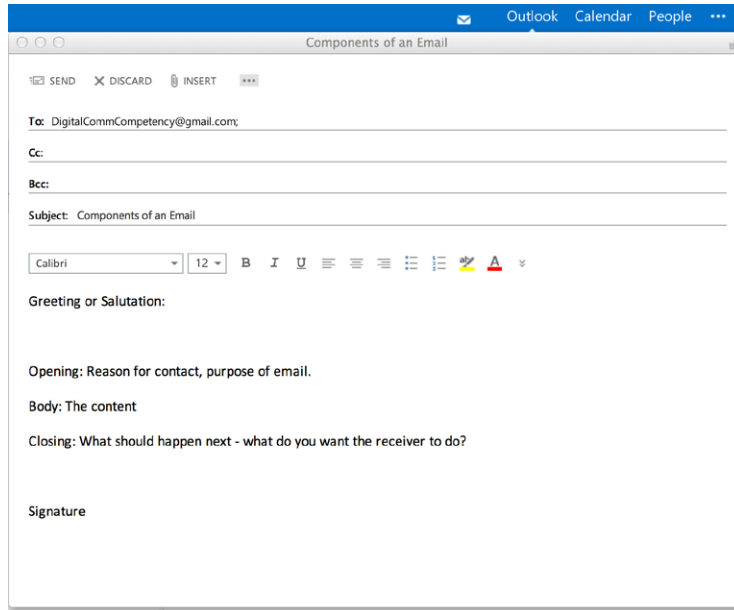 Outlook Calendar People •••
Components of an Email
SEND DISCARD INSERT •••
To: DigitalCommCompetency@gmail.com;
Cc:
Bcc:
Subject: Components of an Email
Calibri 12 B I U aby A
Greeting or Salutation:
Opening: Reason for contact, purpose of email.
Body: The content
Closing: What should happen next - what do you want the receiver to do?
Signature